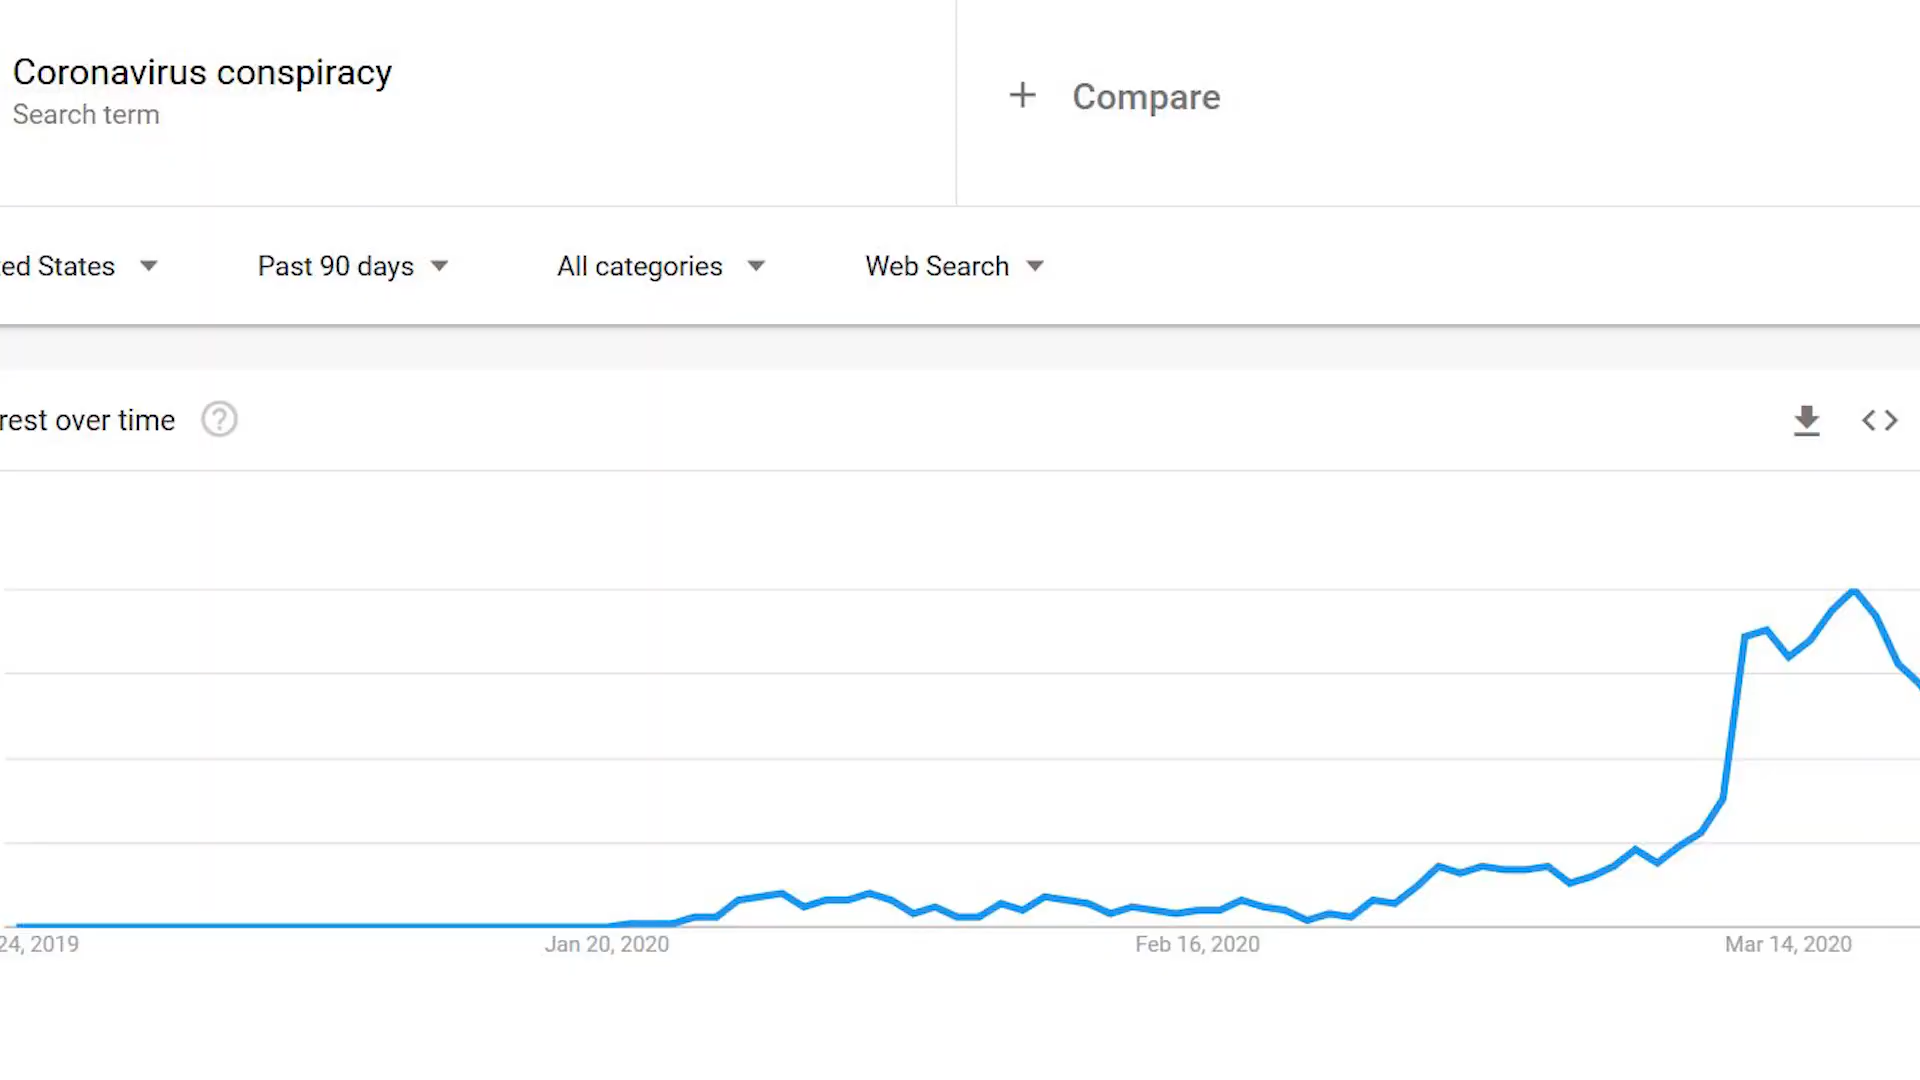 Coronavirus conspiracy
Search term
+ Compare
ed States
Past 90 days
All categories
Web Search
rest over time
?
<>
24, 2019
Jan 20, 2020
Feb 16, 2020
Mar 14, 2020